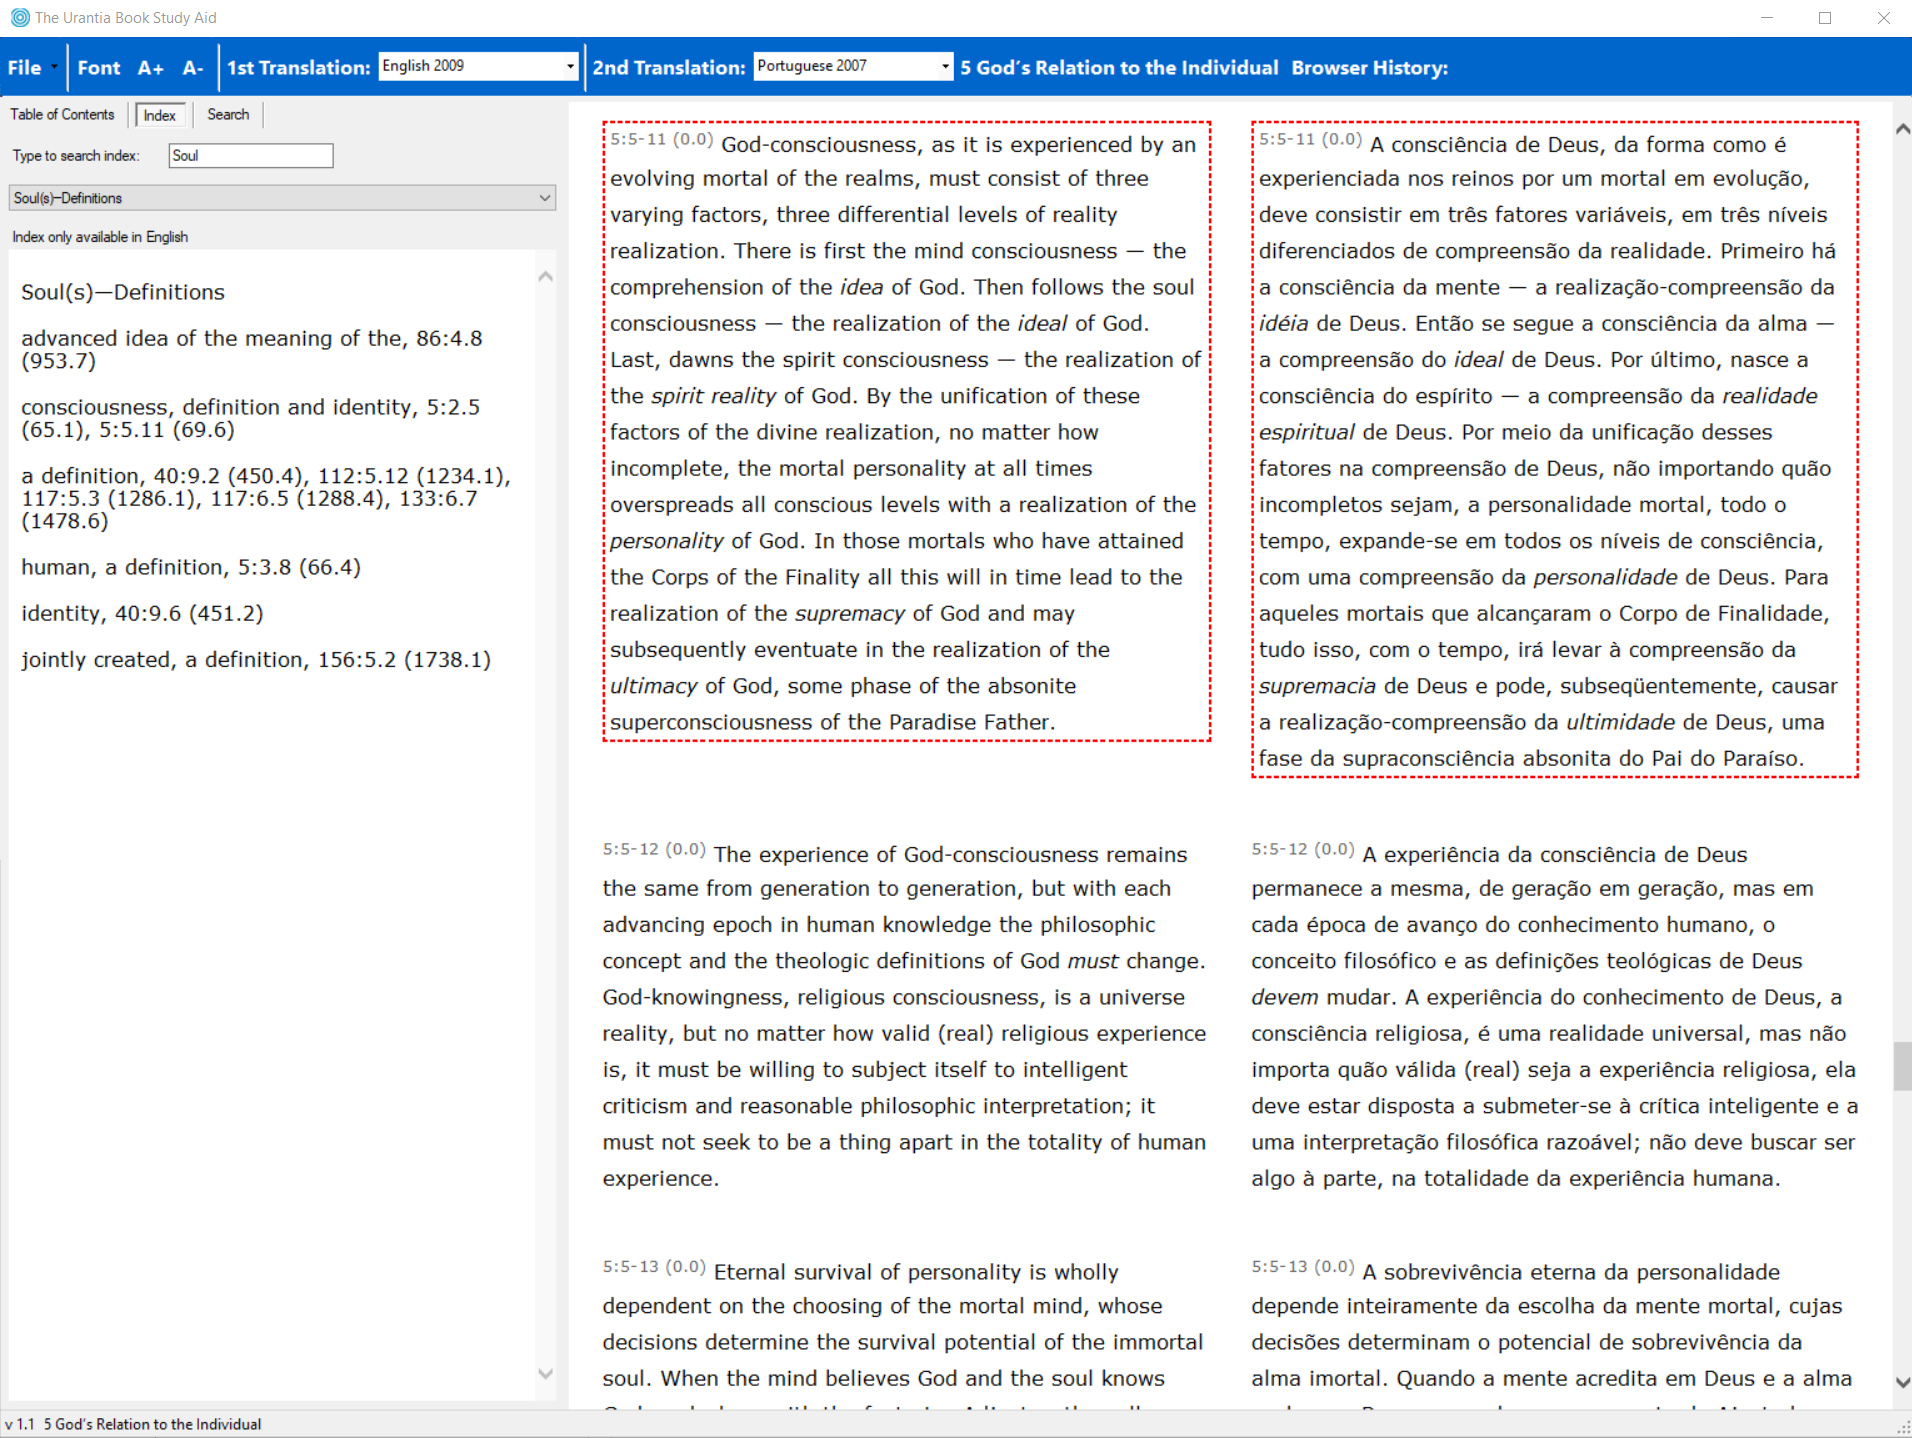 The Urantia Book Study Aid
File Font A+ A- 1st Translation: English 2009 2nd Translation: Portuguese 2007 5 God's Relation to the Individual Browser History:
Table of Contents Index Search
Type to search index: Soul
Soul(s)—Definitions
Index only available in English
Soul(s)—Definitions
advanced idea of the meaning of the, 86:4.8
(953.7)
consciousness, definition and identity, 5:2.5
(65.1), 5:5.11 (69.6)
a definition, 40:9.2 (450.4), 112:5.12 (1234.1),
117:5.3 (1286.1), 117:6.5 (1288.4), 133:6.7
(1478.6)
human, a definition, 5:3.8 (66.4)
identity, 40:9.6 (451.2)
jointly created, a definition, 156:5.2 (1738.1)
5:5-11 (0.0) God-consciousness, as it is experienced by an
evolving mortal of the realms, must consist of three
varying factors, three differential levels of reality
realization. There is first the mind consciousness — the
comprehension of the idea of God. Then follows the soul
consciousness — the realization of the ideal of God.
Last, dawns the spirit consciousness — the realization of
the spirit reality of God. By the unification of these
factors of the divine realization, no matter how
incomplete, the mortal personality at all times
overspreads all conscious levels with a realization of the
personality of God. In those mortals who have attained
the Corps of the Finality all this will in time lead to the
realization of the supremacy of God and may
subsequently eventuate in the realization of the
ultimacy of God, some phase of the absonite
superconsciousness of the Paradise Father.
5:5-12 (0.0) The experience of God-consciousness remains
the same from generation to generation, but with each
advancing epoch in human knowledge the philosophic
concept and the theologic definitions of God must change.
God-knowingness, religious consciousness, is a universe
reality, but no matter how valid (real) religious experience
is, it must be willing to subject itself to intelligent
criticism and reasonable philosophic interpretation; it
must not seek to be a thing apart in the totality of human
experience.
5:5-13 (0.0) Eternal survival of personality is wholly
dependent on the choosing of the mortal mind, whose
decisions determine the survival potential of the immortal
soul. When the mind believes God and the soul knows
5:5-11 (0.0) A consciência de Deus, da forma como é
experienciada nos reinos por um mortal em evolução,
deve consistir em três fatores variáveis, em três níveis
diferenciados de compreensão da realidade. Primeiro há
a consciência da mente — a realização-compreensão da
idéia de Deus. Então se segue a consciência da alma —
a compreensão do ideal de Deus. Por último, nasce a
consciência do espírito — a compreensão da realidade
espiritual de Deus. Por meio da unificação desses
fatores na compreensão de Deus, não importando quão
incompletos sejam, a personalidade mortal, todo o
tempo, expande-se em todos os níveis de consciência,
com uma compreensão da personalidade de Deus. Para
aqueles mortais que alcançaram o Corpo de Finalidade,
tudo isso, com o tempo, irá levar à compreensão da
supremacia de Deus e pode, subseqüentemente, causar
a realização-compreensão da ultimidade de Deus, uma
fase da supraconsciência absonita do Pai do Paraíso.
5:5-12 (0.0) A experiência da consciência de Deus
permanece a mesma, de geração em geração, mas em
cada época de avanço do conhecimento humano, o
conceito filosófico e as definições teológicas de Deus
devem mudar. A experiência do conhecimento de Deus, a
consciência religiosa, é uma realidade universal, mas não
importa quão válida (real) seja a experiência religiosa, ela
deve estar disposta a submeter-se à crítica inteligente e a
uma interpretação filosófica razoável; não deve buscar ser
algo à parte, na totalidade da experiência humana.
5:5-13 (0.0) A sobrevivência eterna da personalidade
depende inteiramente da escolha da mente mortal, cujas
decisões determinam o potencial de sobrevivência da
alma imortal. Quando a mente acredita em Deus e a alma
v 1.1 5 God's Relation to the Individual